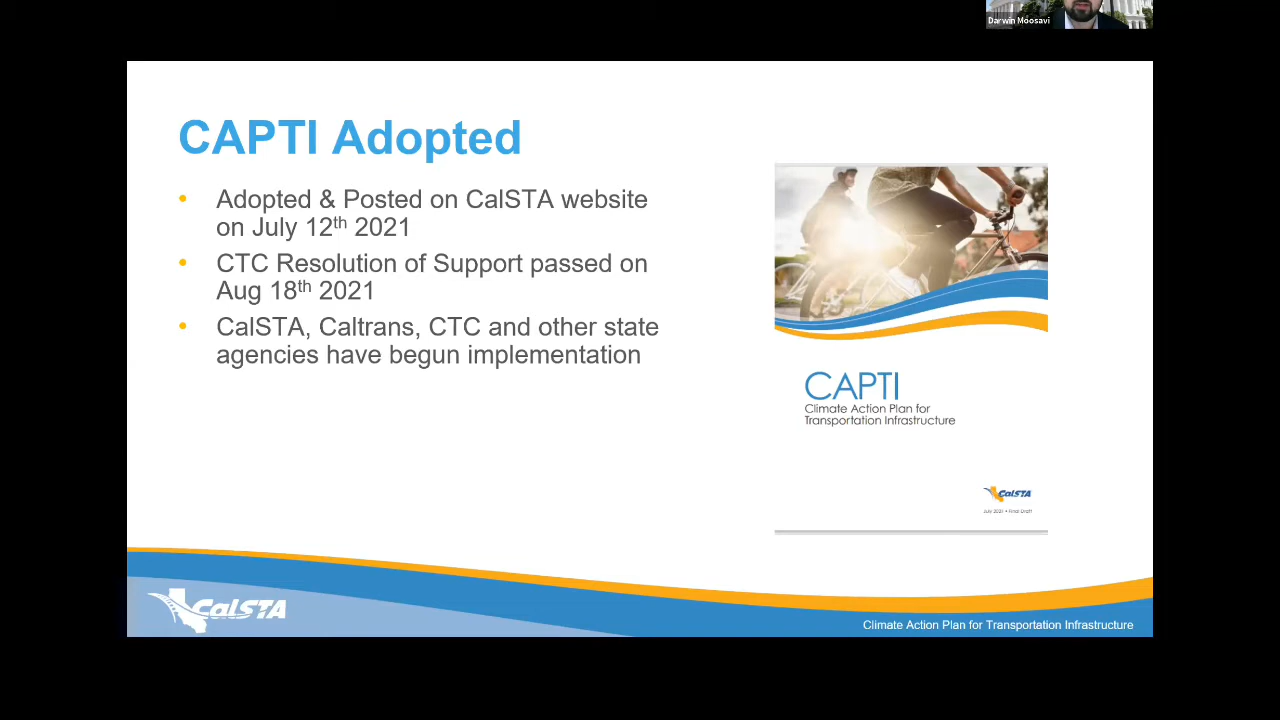 Darwin Moosavi
CAPTI Adopted
• Adopted & Posted on CalSTA website
on July 12th 2021
• CTC Resolution of Support passed on
Aug 18th 2021
• CalSTA, Caltrans, CTC and other state
agencies have begun implementation
CAPTI
Climate Action Plan for
Transportation Infrastructure
CalSTA
July 2021 • Final Draft
CalSTA
Climate Action Plan for Transportation Infrastructure